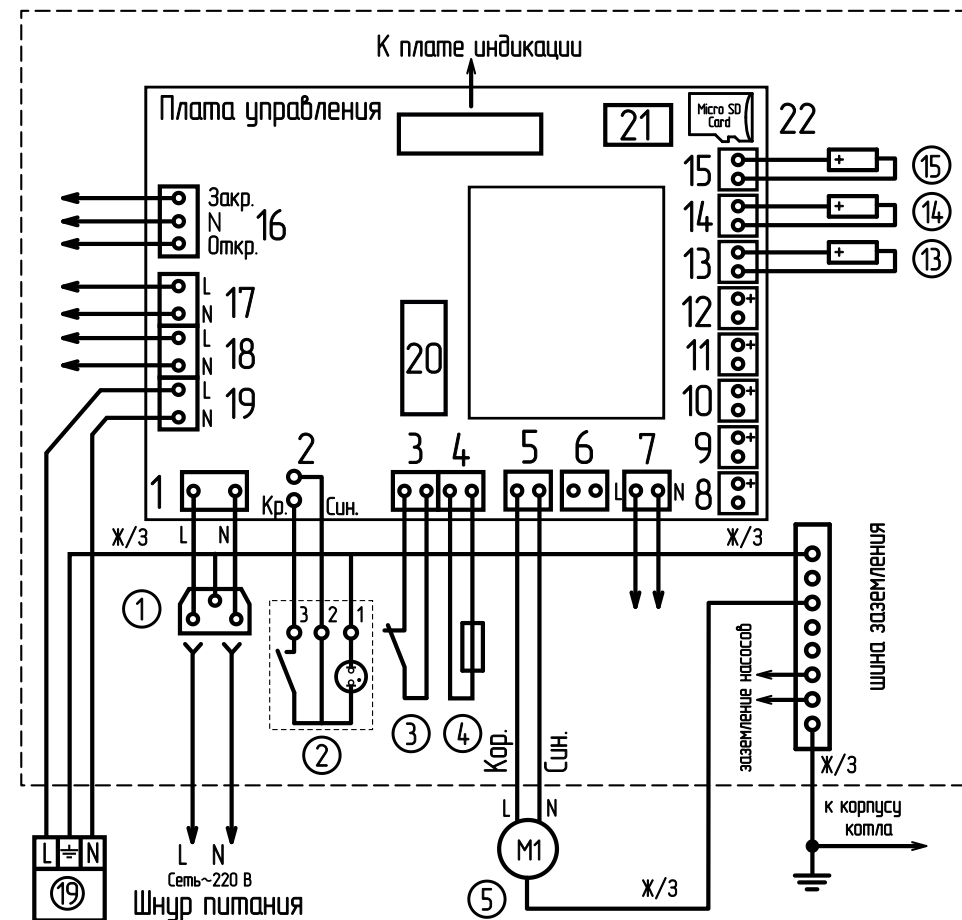 К плате индикации
Плата управления
21
Micro SD
Card
22
15
15
14
14
13
13
12
+
11
+
10
+
9
+
8
+
+
+
+
Закр.
N
Откр.
16
L
N
17
L
N
18
L
N
19
20
1
2
3
4
5
6
7
Кр.
Син.
L
N
Ж/З
L
N
Ж/З
1
3
2
1
2
3
4
Кор.
Син.
заземление насосов
шина заземления
Ж/З
к корпусу
котла
L
N
L
N
19
L
N
Сеть~220 В
Шнур питания
М1
5
Ж/З